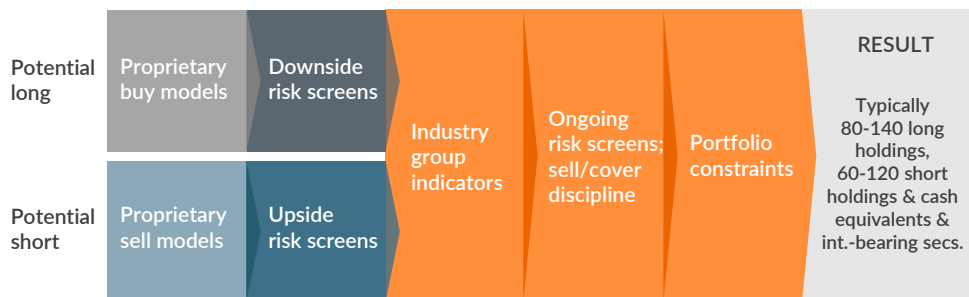 Potential
long
Proprietary
buy models
Downside
risk screens
Potential
short
Proprietary
sell models
Upside
risk screens
Industry
group
indicators
Ongoing
risk screens;
sell/cover
discipline
Portfolio
constraints
RESULT
Typically
80-140 long
holdings,
60-120 short
holdings & cash
equivalents &
int.-bearing secs.